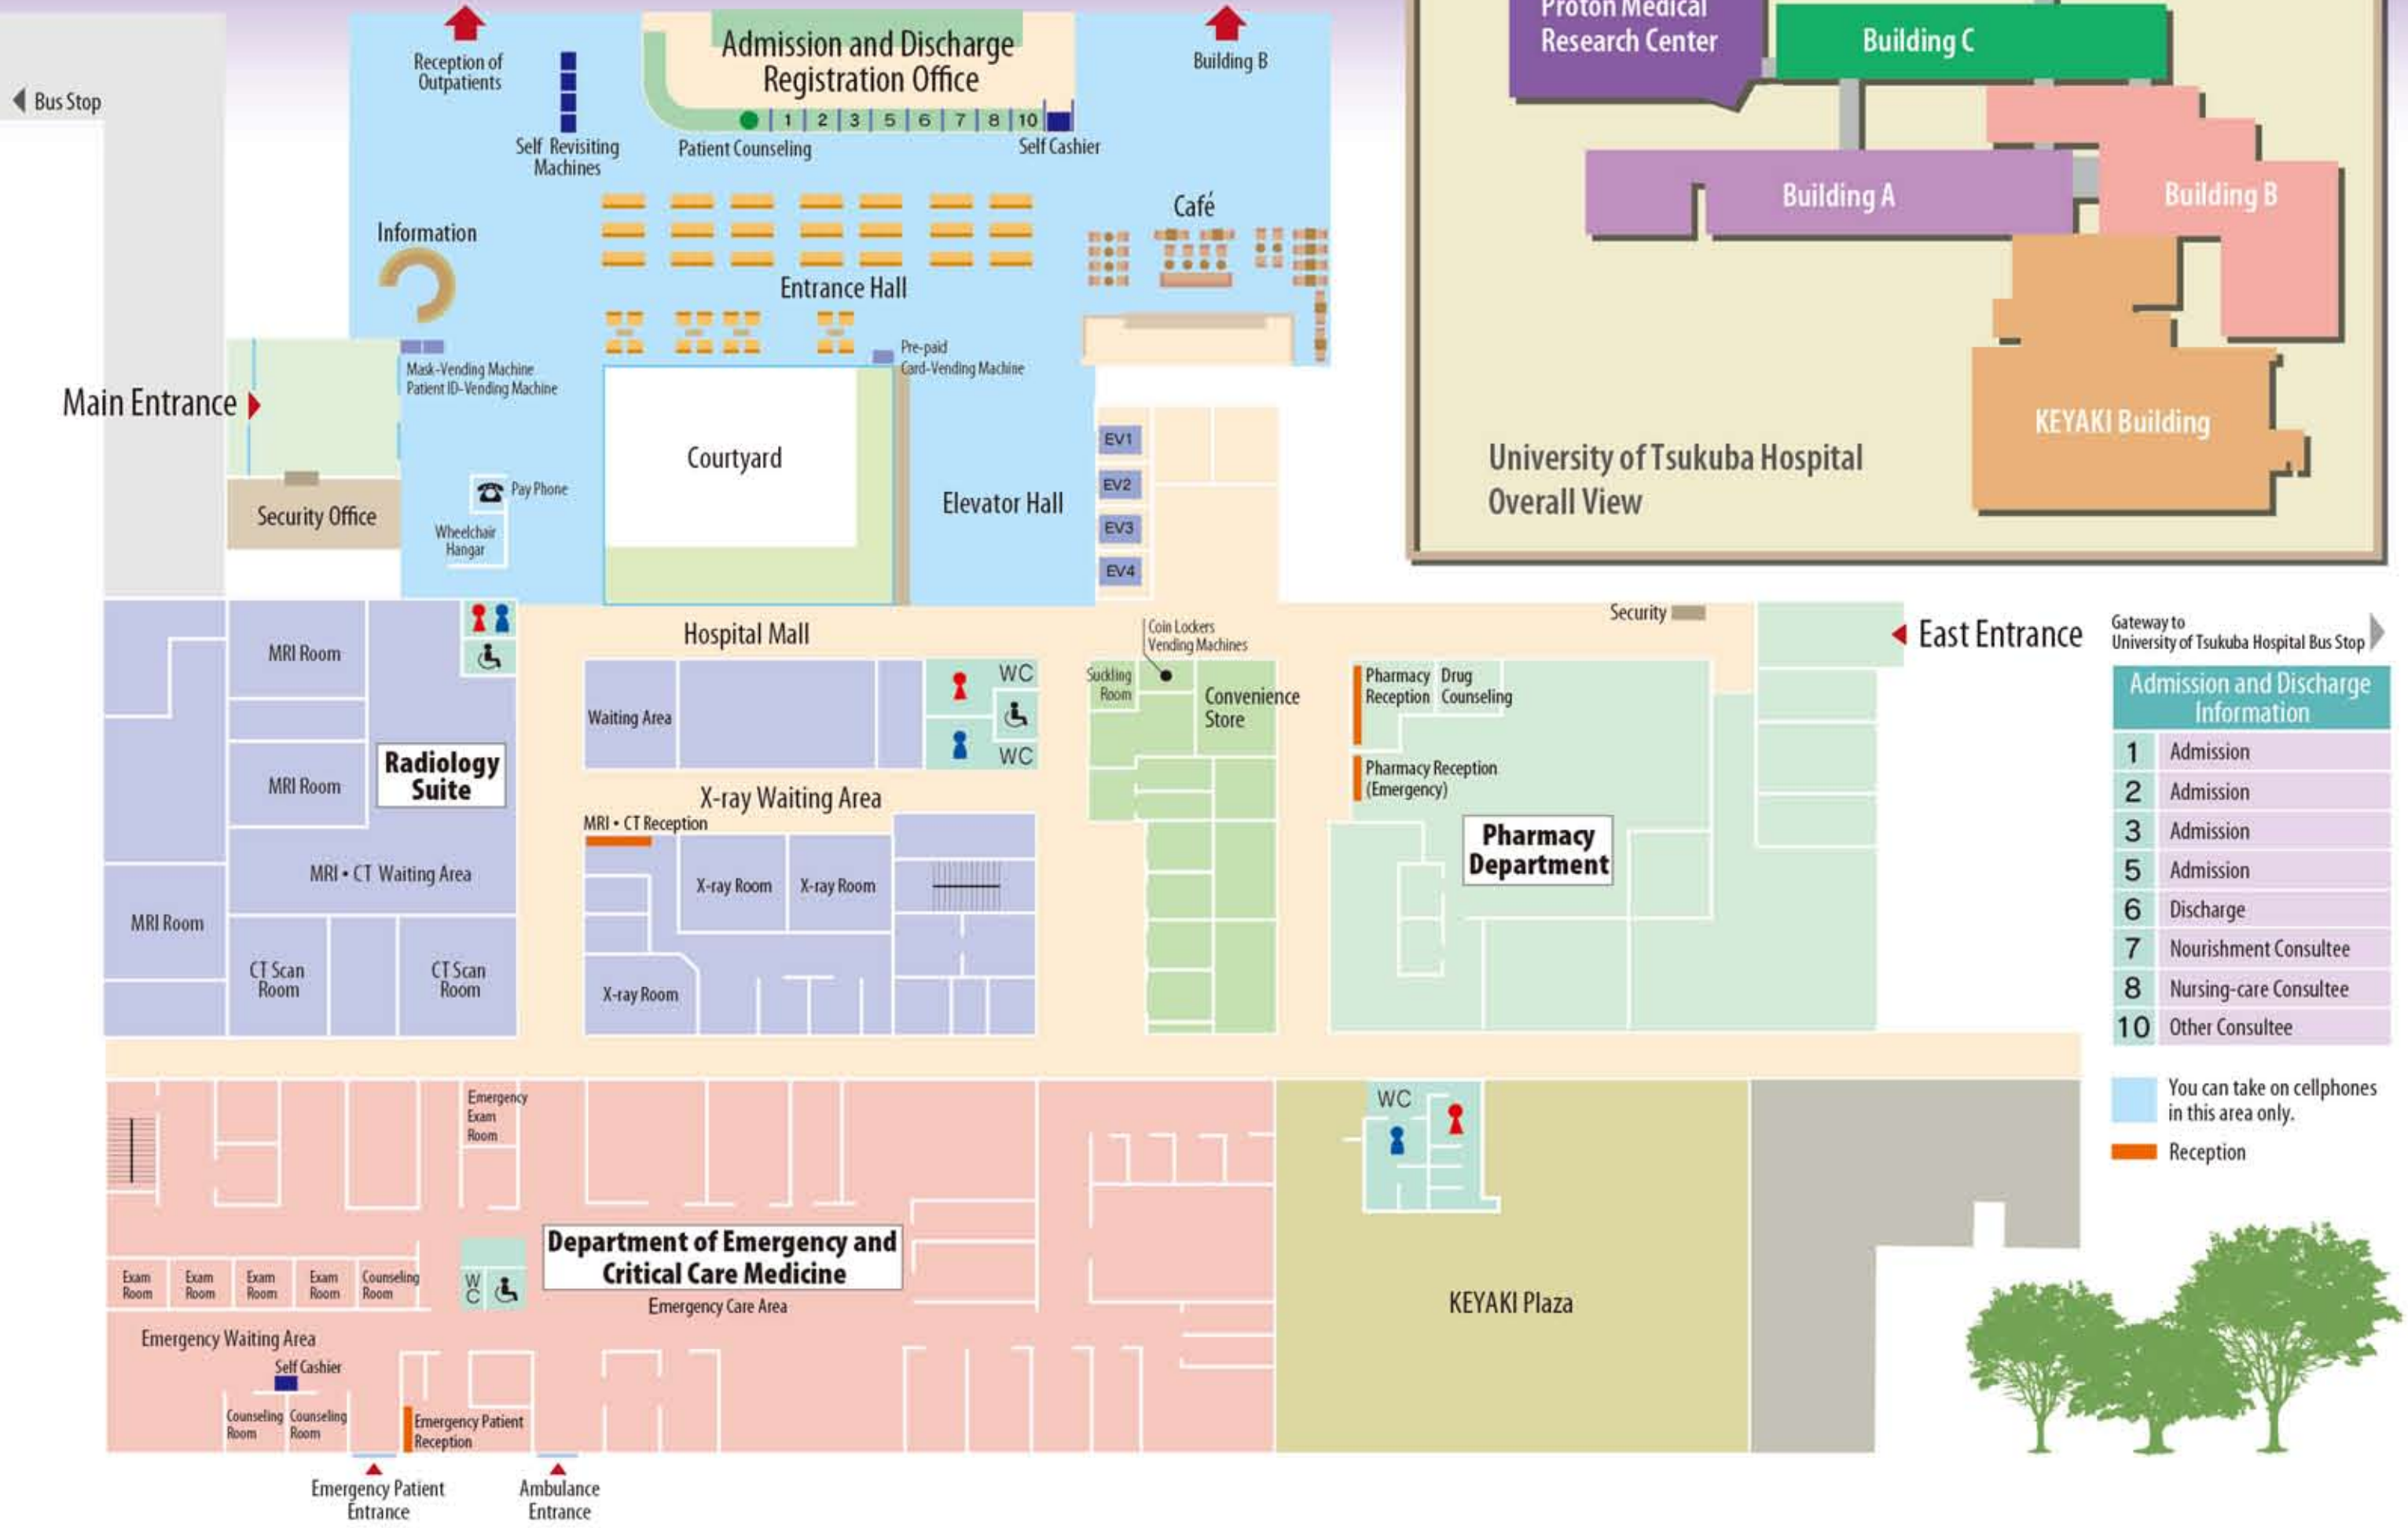 Reception of
Outpatients
Admission and Discharge
Registration Office
Building B
Bus Stop
1 2 3 5 6 7 8 10
Self Revisiting
Machines
Patient Counseling
Self Cashier
Café
Information
Entrance Hall
Mask-Vending Machine
Patient ID-Vending Machine
Pre-paid
Card-Vending Machine
Main Entrance
Courtyard
EV1
EV2
EV3
EV4
Elevator Hall
Pay Phone
Security Office
Wheelchair
Hangar
Proton Medical
Research Center
Building C
Building A
Building B
KEYAKI Building
University of Tsukuba Hospital
Overall View
Hospital Mall
Coin Lockers
Vending Machines
Security
East Entrance
Gateway to
University of Tsukuba Hospital Bus Stop
MRI Room
MRI Room
Radiology
Suite
MRI • CT Waiting Area
MRI Room
CT Scan
Room
CT Scan
Room
Waiting Area
WC
WC
X-ray Waiting Area
MRI • CT Reception
X-ray Room
X-ray Room
X-ray Room
Suckling
Room
Convenience
Store
Pharmacy
Reception
Drug
Counseling
Pharmacy Reception
(Emergency)
Pharmacy
Department
Admission and Discharge
Information
1 Admission
2 Admission
3 Admission
5 Admission
6 Discharge
7 Nourishment Consultee
8 Nursing-care Consultee
10 Other Consultee
You can take on cellphones
in this area only.
Reception
Emergency
Exam
Room
Department of Emergency and
Critical Care Medicine
Emergency Care Area
Exam
Room
Exam
Room
Exam
Room
Exam
Room
Counseling
Room
WC
Emergency Waiting Area
Self Cashier
Counseling
Room
Counseling
Room
Emergency Patient
Reception
Emergency Patient
Entrance
Ambulance
Entrance
WC
KEYAKI Plaza